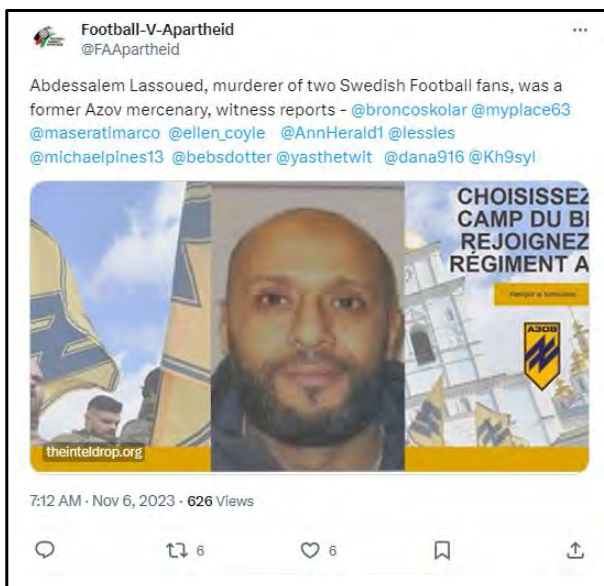 Football-V-Apartheid
@FAApartheid
Abdessalem Lassoued, murderer of two Swedish Football fans, was a
former Azov mercenary, witness reports - @broncoskolar @myplace63
@maseratimarco @ellen_coyle @AnnHerald1 @lessles
@michaelpines13 @bebsdotter @yasthetwit @dana916 @Kh9syl
CHOISISSEZ
CAMP DU BI
REJOIGNEZ
RÉGIMENT A
АЗОВ
theinteldrop.org
7:12 AM · Nov 6, 2023 · 626 Views
6
6